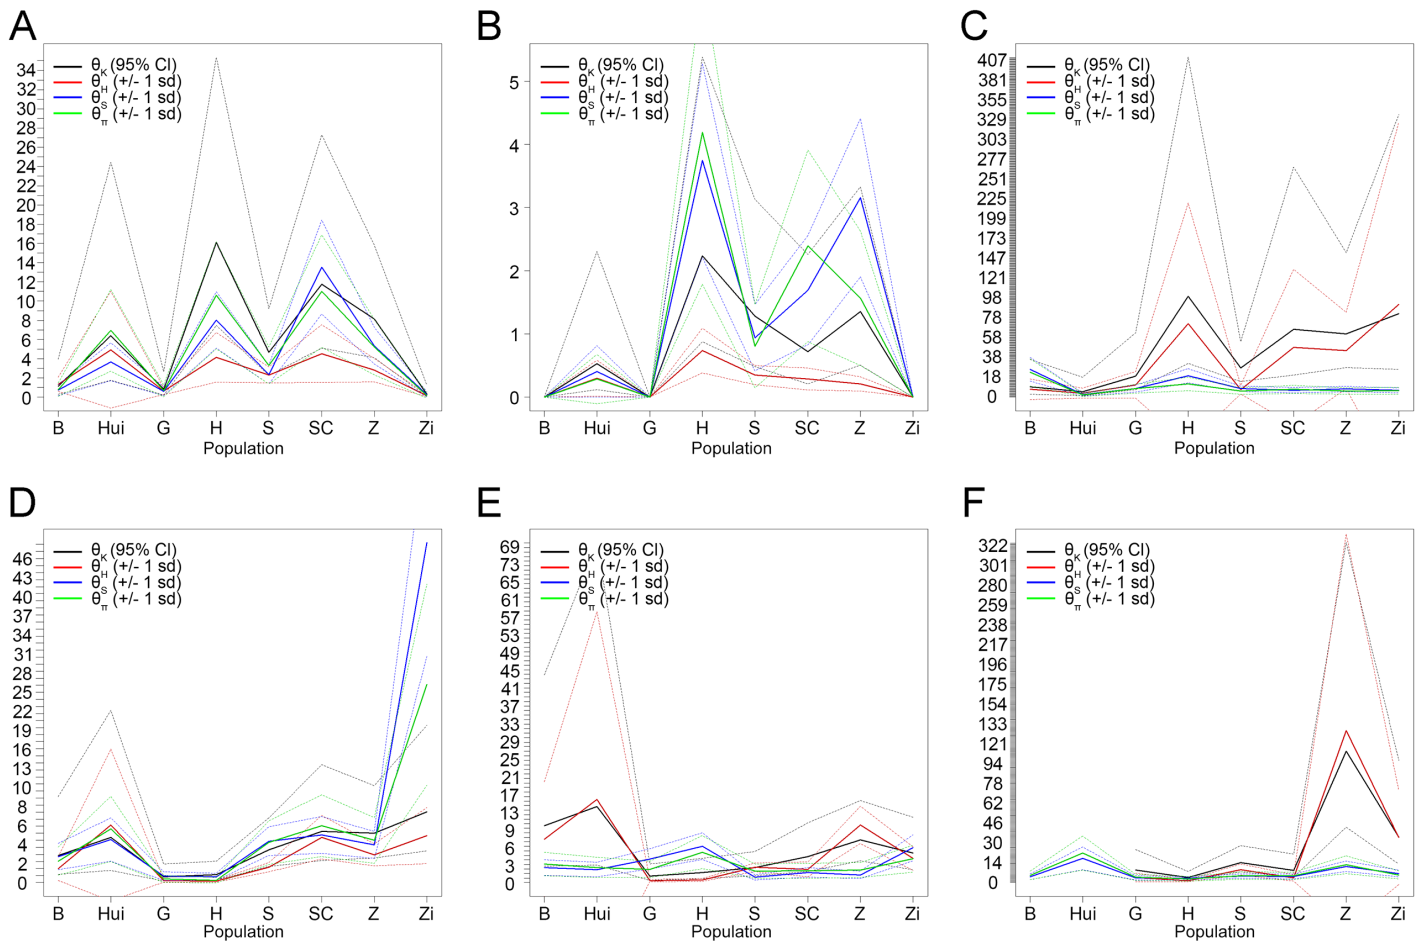 A
θK (95% CI)
θH (+/- 1 sd)
θS (+/- 1 sd)
θπ (+/- 1 sd)
34
32
30
28
26
24
22
20
18
16
14
12
10
8
6
4
2
0
B Hui G H S SC Z Zi
Population
B
θK (95% CI)
θH (+/- 1 sd)
θS (+/- 1 sd)
θπ (+/- 1 sd)
5
4
3
2
1
0
B Hui G H S SC Z Zi
Population
C
θK (95% CI)
θH (+/- 1 sd)
θS (+/- 1 sd)
θπ (+/- 1 sd)
407
381
355
329
303
277
251
225
199
173
147
121
98
78
58
38
18
0
B Hui G H S SC Z Zi
Population
D
θK (95% CI)
θH (+/- 1 sd)
θS (+/- 1 sd)
θπ (+/- 1 sd)
46
43
40
37
34
31
28
25
22
19
16
13
10
8
6
4
2
0
B Hui G H S SC Z Zi
Population
E
θK (95% CI)
θH (+/- 1 sd)
θS (+/- 1 sd)
θπ (+/- 1 sd)
69
73
65
61
57
53
49
45
41
37
33
29
25
21
17
13
9
6
3
0
B Hui G H S SC Z Zi
Population
F
θK (95% CI)
θH (+/- 1 sd)
θS (+/- 1 sd)
θπ (+/- 1 sd)
322
301
280
259
238
217
196
175
154
133
121
94
78
62
46
30
14
0
B Hui G H S SC Z Zi
Population